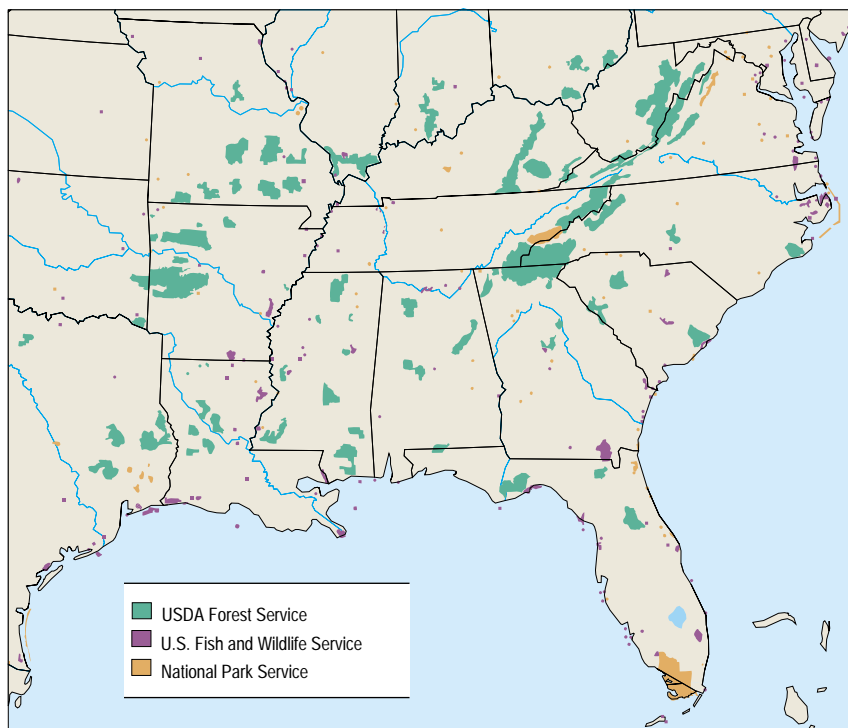 USDA Forest Service
U.S. Fish and Wildlife Service
National Park Service